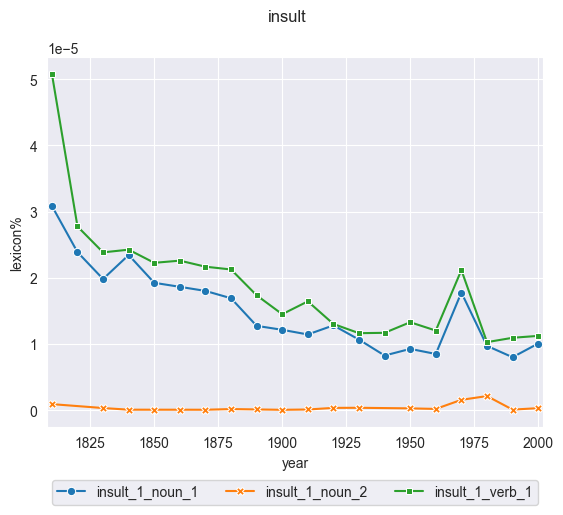 insult
1e−5
5
4
3
2
1
0
lexicon%
1825 1850 1875 1900 1925 1950 1975 2000
year
insult_1_noun_1 insult_1_noun_2 insult_1_verb_1